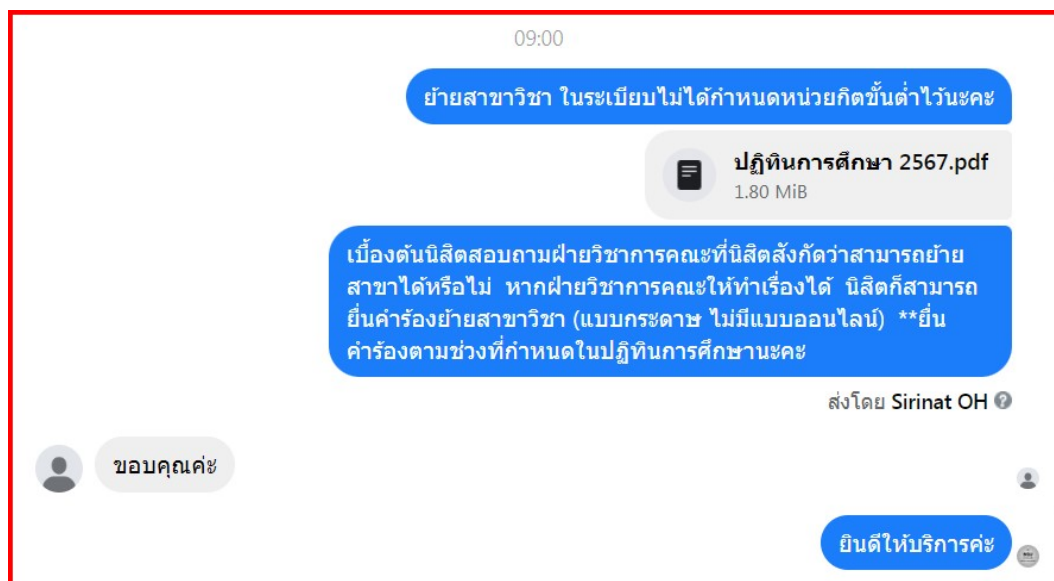 09:00
ย้ายสาขาวิชา ในระเบียบไม่ได้กำหนดหน่วยกิตขั้นต่ำไว้นะคะ
ปฏิทินการศึกษา 2567.pdf
1.80 MiB
เบื้องต้นนิสิตสอบถามฝ่ายวิชาการคณะที่นิสิตสังกัดว่าสามารถย้าย
สาขาได้หรือไม่ หากฝ่ายวิชาการคณะให้ทำเรื่องได้ นิสิตก็สามารถ
ยื่นคำร้องย้ายสาขาวิชา (แบบกระดาษ ไม่มีแบบออนไลน์) **ยื่น
คำร้องตามช่วงที่กำหนดในปฏิทินการศึกษานะคะ
ส่งโดย Sirinat OH
ขอบคุณค่ะ
ยินดีให้บริการค่ะ